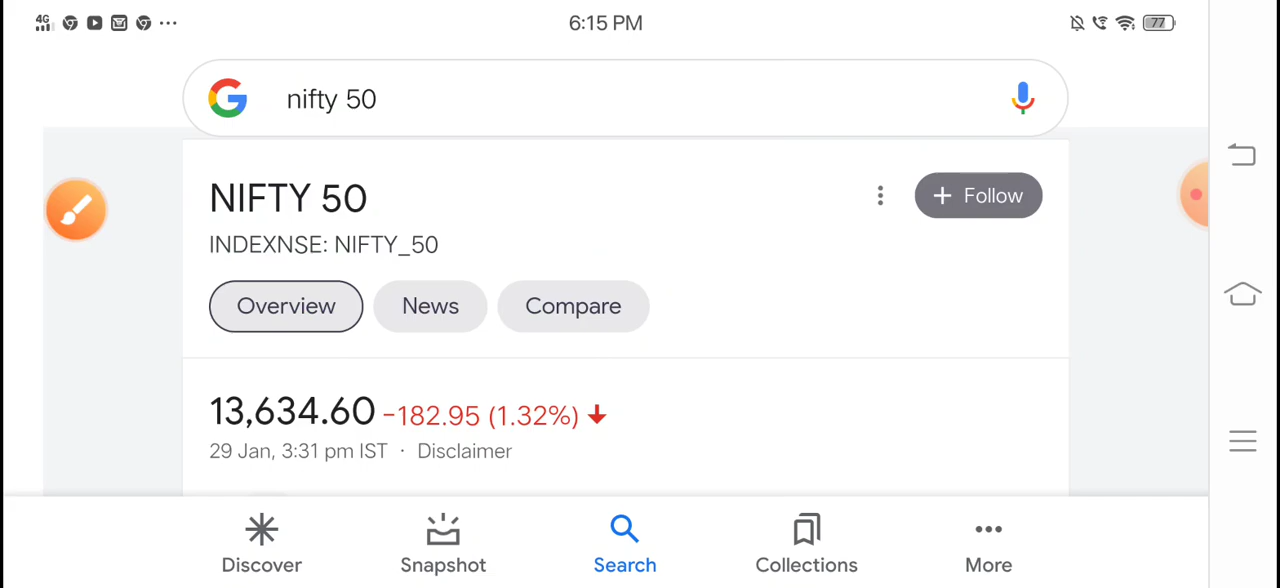 4G 6:15 PM 77
nifty 50
NIFTY 50
+ Follow
INDEXNSE: NIFTY_50
Overview News Compare
13,634.60 -182.95 (1.32%)
29 Jan, 3:31 pm IST · Disclaimer
Discover Snapshot Search Collections More